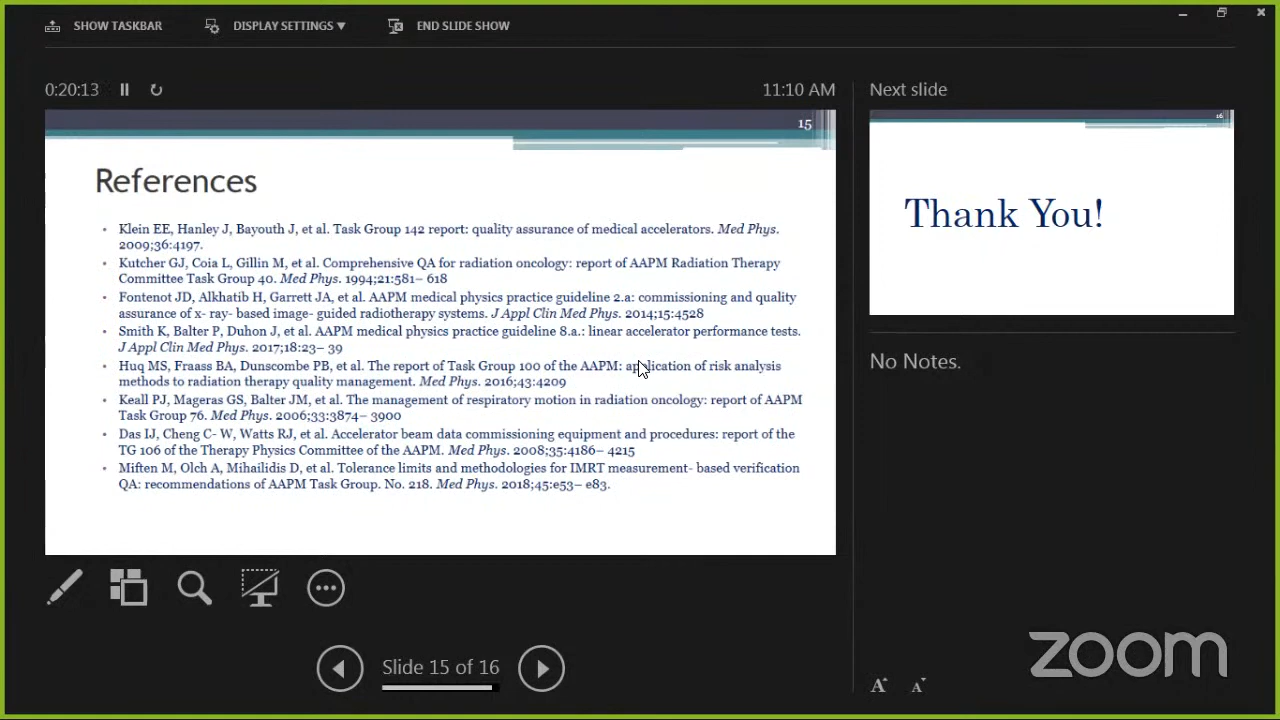 SHOW TASKBAR DISPLAY SETTINGS ▼ END SLIDE SHOW
0:20:13 11:10 AM
15
References
• Klein EE, Hanley J, Bayouth J, et al. Task Group 142 report: quality assurance of medical accelerators. Med Phys.
2009;36:4197.
• Kutcher GJ, Coia L, Gillin M, et al. Comprehensive QA for radiation oncology: report of AAPM Radiation Therapy
Committee Task Group 40. Med Phys. 1994;21:581– 618
• Fontenot JD, Alkhatib H, Garrett JA, et al. AAPM medical physics practice guideline 2.a: commissioning and quality
assurance of x- ray- based image- guided radiotherapy systems. J Appl Clin Med Phys. 2014;15:4528
• Smith K, Balter P, Duhon J, et al. AAPM medical physics practice guideline 8.a.: linear accelerator performance tests.
J Appl Clin Med Phys. 2017;18:23– 39
• Huq MS, Fraass BA, Dunscombe PB, et al. The report of Task Group 100 of the AAPM: application of risk analysis
methods to radiation therapy quality management. Med Phys. 2016;43:4209
• Keall PJ, Mageras GS, Balter JM, et al. The management of respiratory motion in radiation oncology: report of AAPM
Task Group 76. Med Phys. 2006;33:3874– 3900
• Das IJ, Cheng C- W, Watts RJ, et al. Accelerator beam data commissioning equipment and procedures: report of the
TG 106 of the Therapy Physics Committee of the AAPM. Med Phys. 2008;35:4186– 4215
• Miften M, Olch A, Mihailidis D, et al. Tolerance limits and methodologies for IMRT measurement- based verification
QA: recommendations of AAPM Task Group. No. 218. Med Phys. 2018;45:e53– e83.
Slide 15 of 16
Next slide
16
Thank You!
No Notes.
A A
zoom